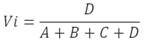 Vi = D / A + B + C + D